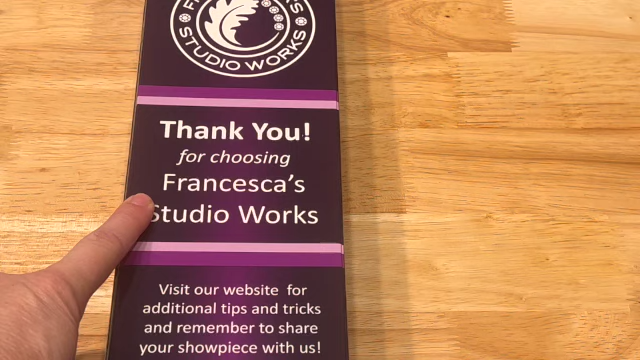 STUDIO WORKS
Thank You!
for choosing
Francesca's
Studio Works
Visit our website for
additional tips and tricks
and remember to share
your showpiece with us!